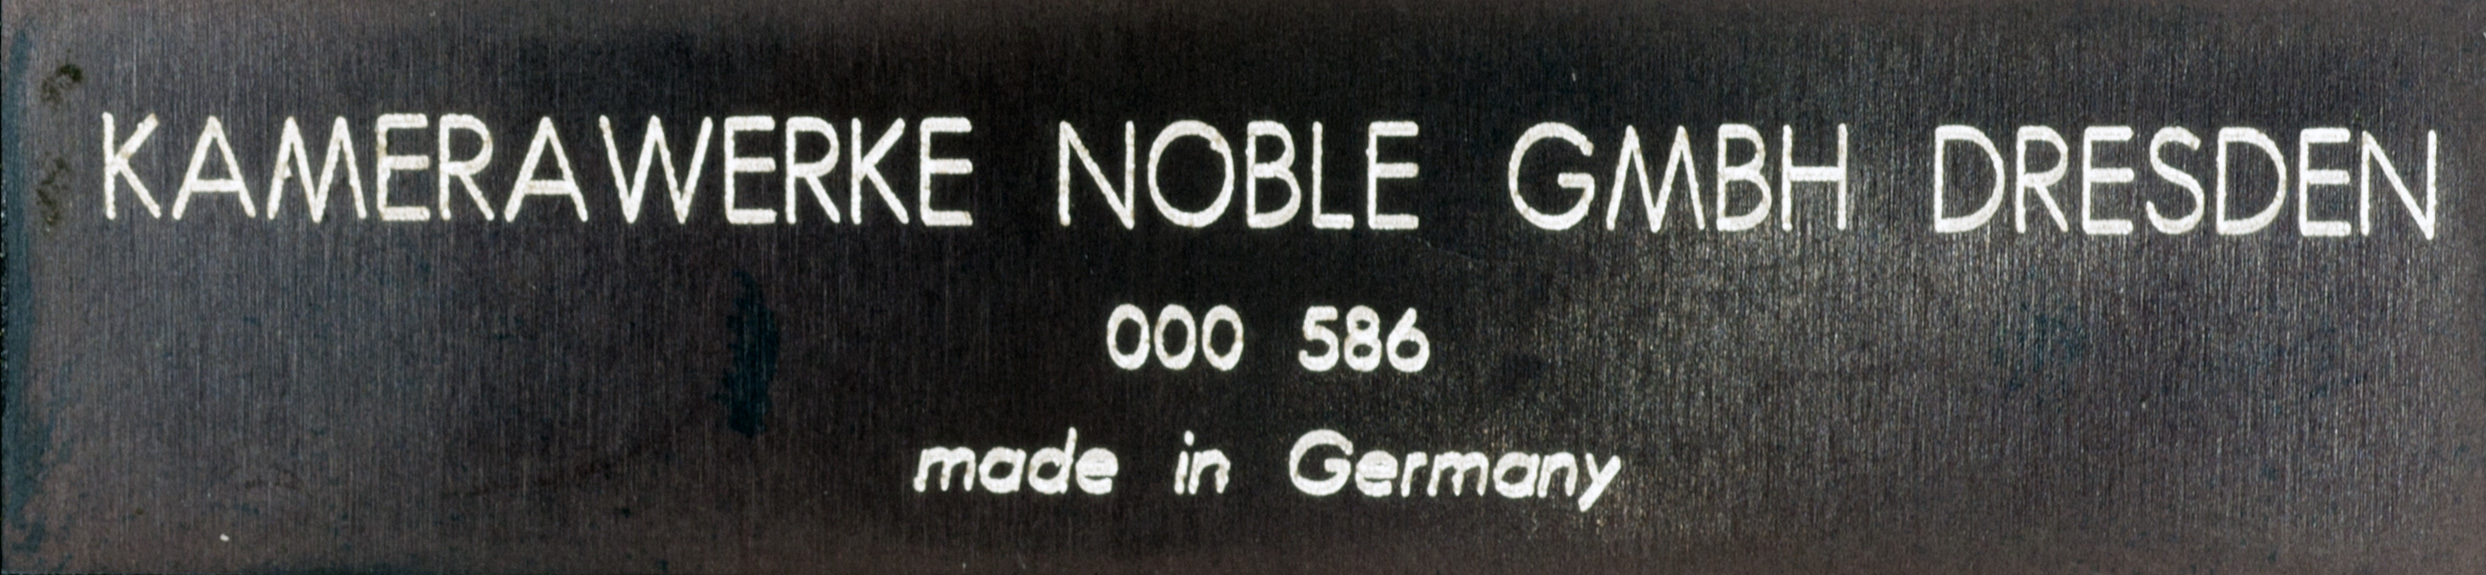 KAMERAWERKE NOBLE GMBH DRESDEN
000 586
made in Germany